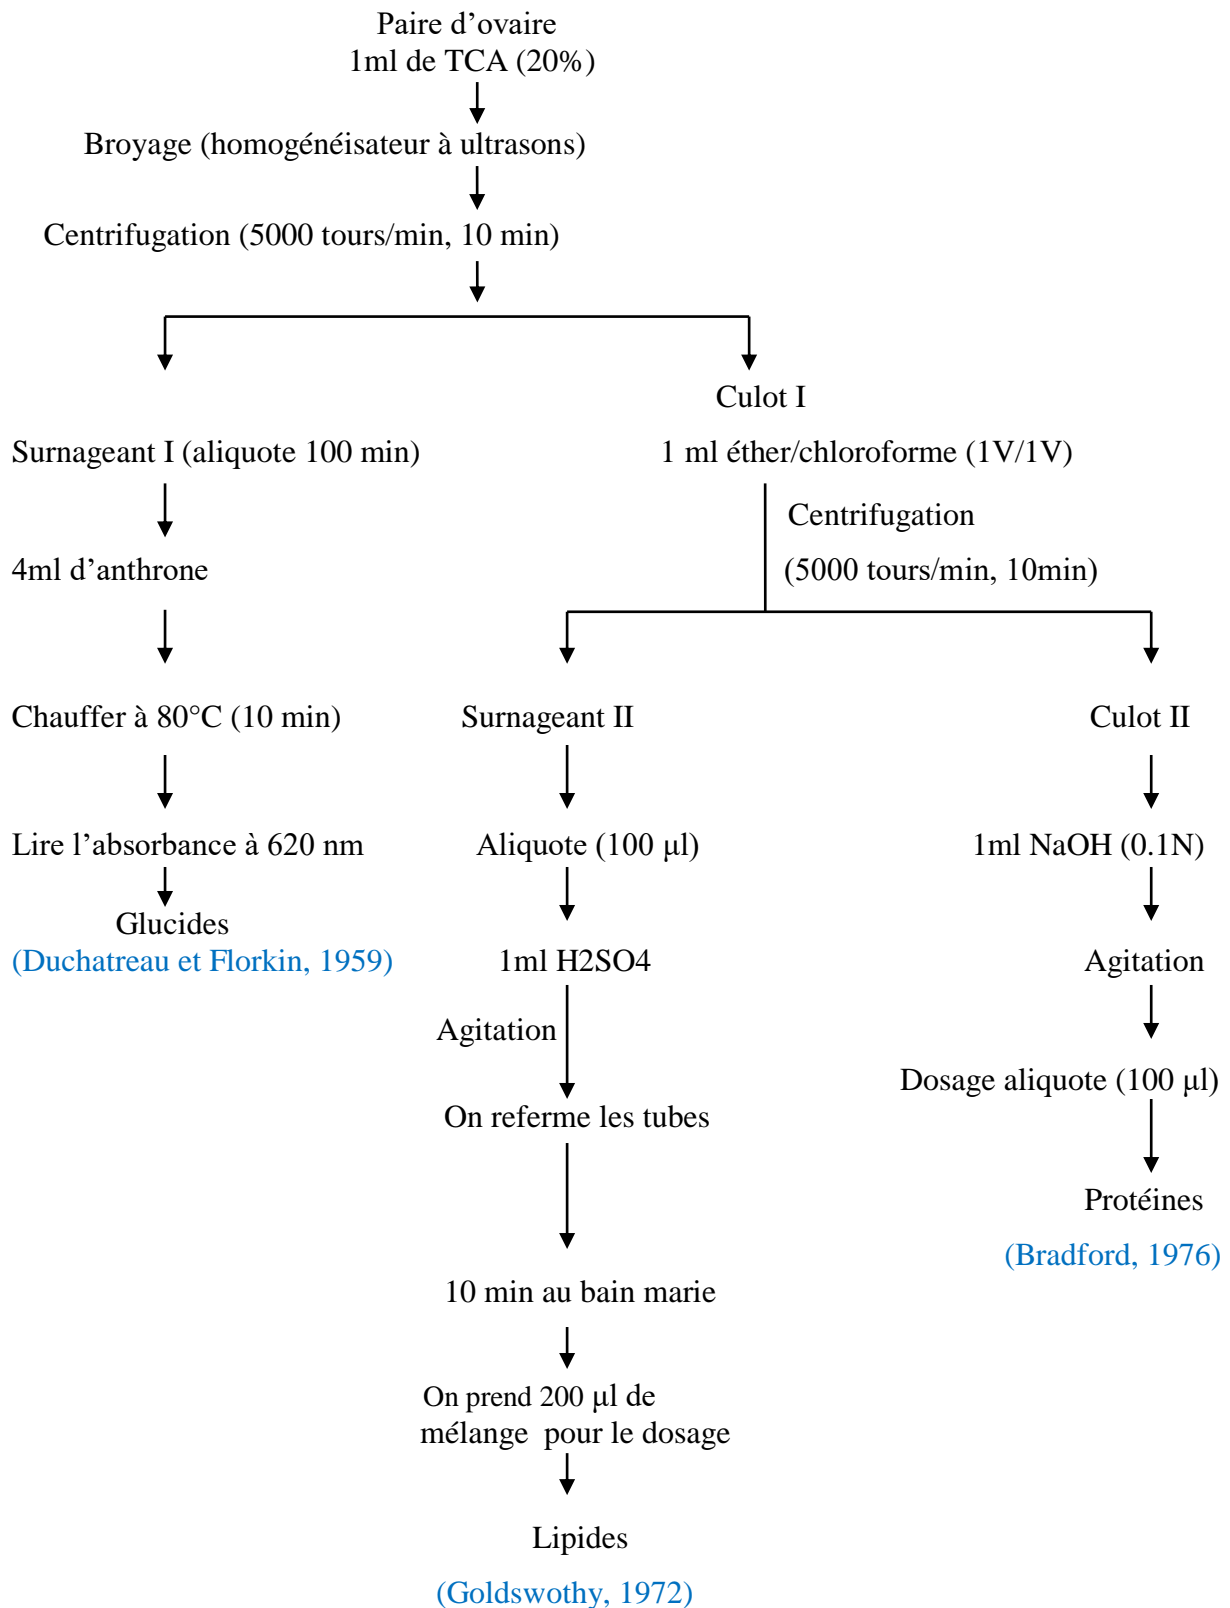 Paire d’ovaire
1ml de TCA (20%)
Broyage (homogénéisateur à ultrasons)
Centrifugation (5000 tours/min, 10 min)
Culot I
Surnageant I (aliquote 100 min)
1 ml éther/chloroforme (1V/1V)
Centrifugation
4ml d’anthrone
(5000 tours/min, 10min)
Chauffer à 80°C (10 min)
Surnageant II
Culot II
Lire l’absorbance à 620 nm
Aliquote (100 µl)
1ml NaOH (0.1N)
Glucides
(Duchatreau et Florkin, 1959)
1ml H2SO4
Agitation
Agitation
Dosage aliquote (100 µl)
On referme les tubes
Protéines
(Bradford, 1976)
10 min au bain marie
On prend 200 µl de
mélange pour le dosage
Lipides
(Goldswothy, 1972)